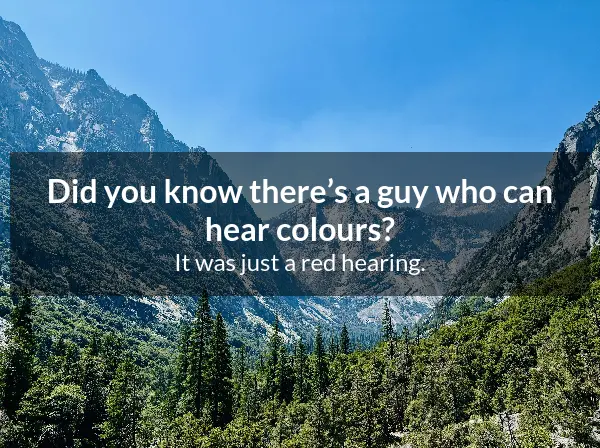 Did you know there’s a guy who can
hear colours?
It was just a red hearing.